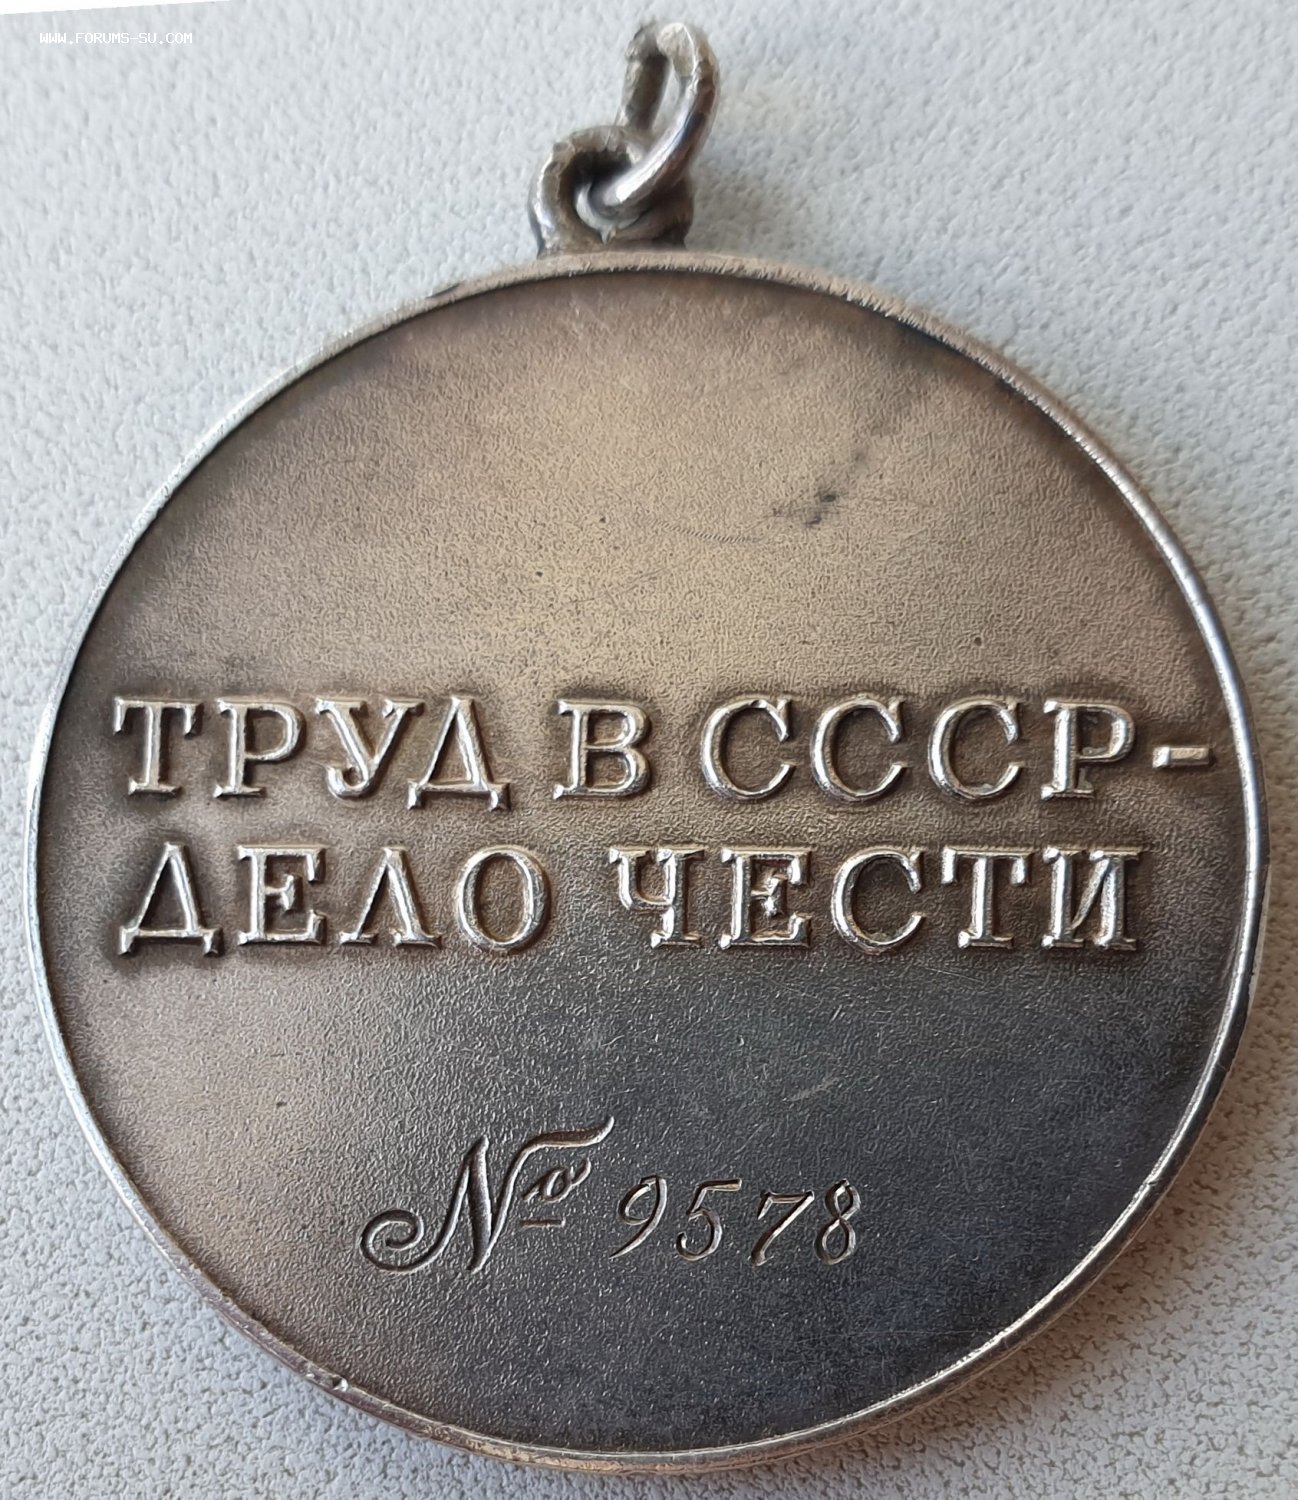 WWW.FORUMS-SU.COM
ТРУД В СССР-
ДЕЛО ЧЕСТИ
№ 9578